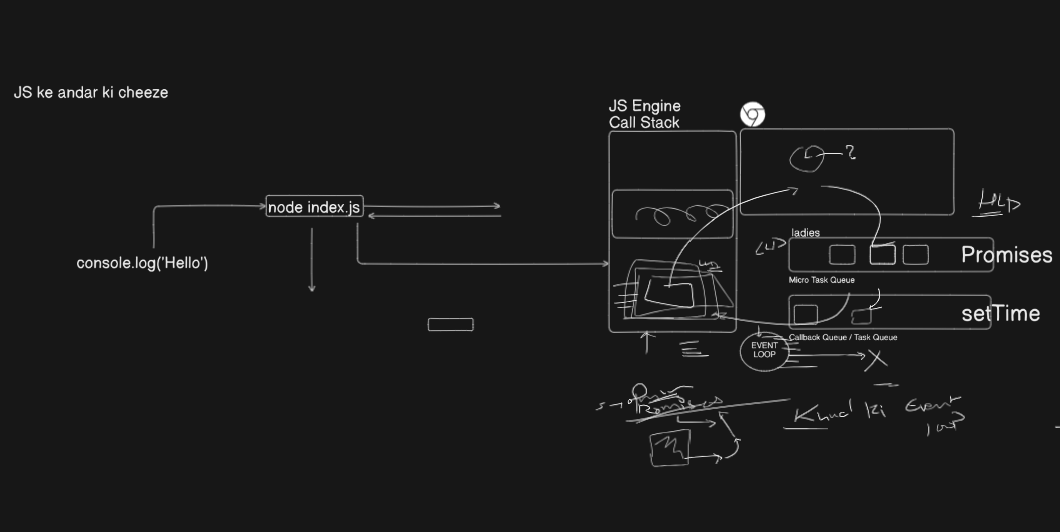 JS ke andar ki cheeze
JS Engine
Call Stack
node index.js
console.log('Hello')
ladies
Promises
Micro Task Queue
setTime
Callback Queue / Task Queue
EVENT
LOOP
X
Promises
Khud ki Event
loop